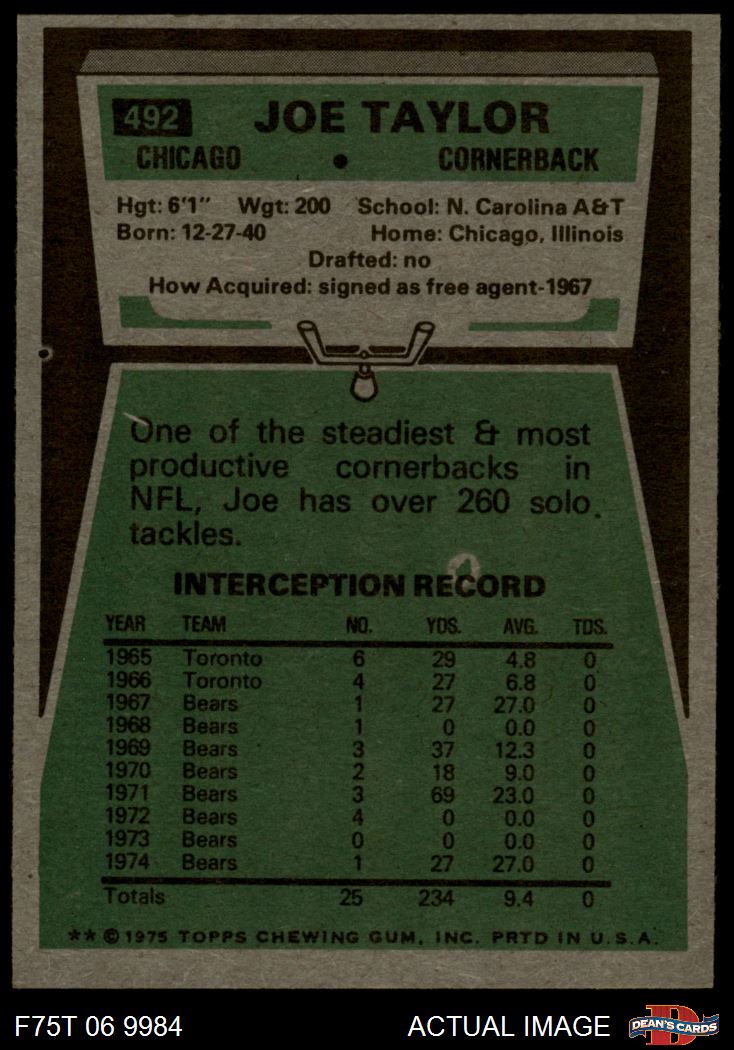 492 JOE TAYLOR
CHICAGO • CORNERBACK
Hgt: 6'1" Wgt: 200 School: N. Carolina A&T
Born: 12-27-40 Home: Chicago, Illinois
Drafted: no
How Acquired: signed as free agent-1967
One of the steadiest & most
productive cornerbacks in
NFL, Joe has over 260 solo
tackles.
INTERCEPTION RECORD
YEAR TEAM NO. YDS. AVG. TDS.
1965 Toronto 6 29 4.8 0
1966 Toronto 4 27 6.8 0
1967 Bears 1 27 27.0 0
1968 Bears 1 0 0.0 0
1969 Bears 3 37 12.3 0
1970 Bears 2 18 9.0 0
1971 Bears 3 69 23.0 0
1972 Bears 4 0 0.0 0
1973 Bears 0 0 0.0 0
1974 Bears 1 27 27.0 0
Totals 25 234 9.4 0
** © 1975 TOPPS CHEWING GUM, INC. PRTD IN U.S.A.
F75T 06 9984 ACTUAL IMAGE DEAN'S CARDS